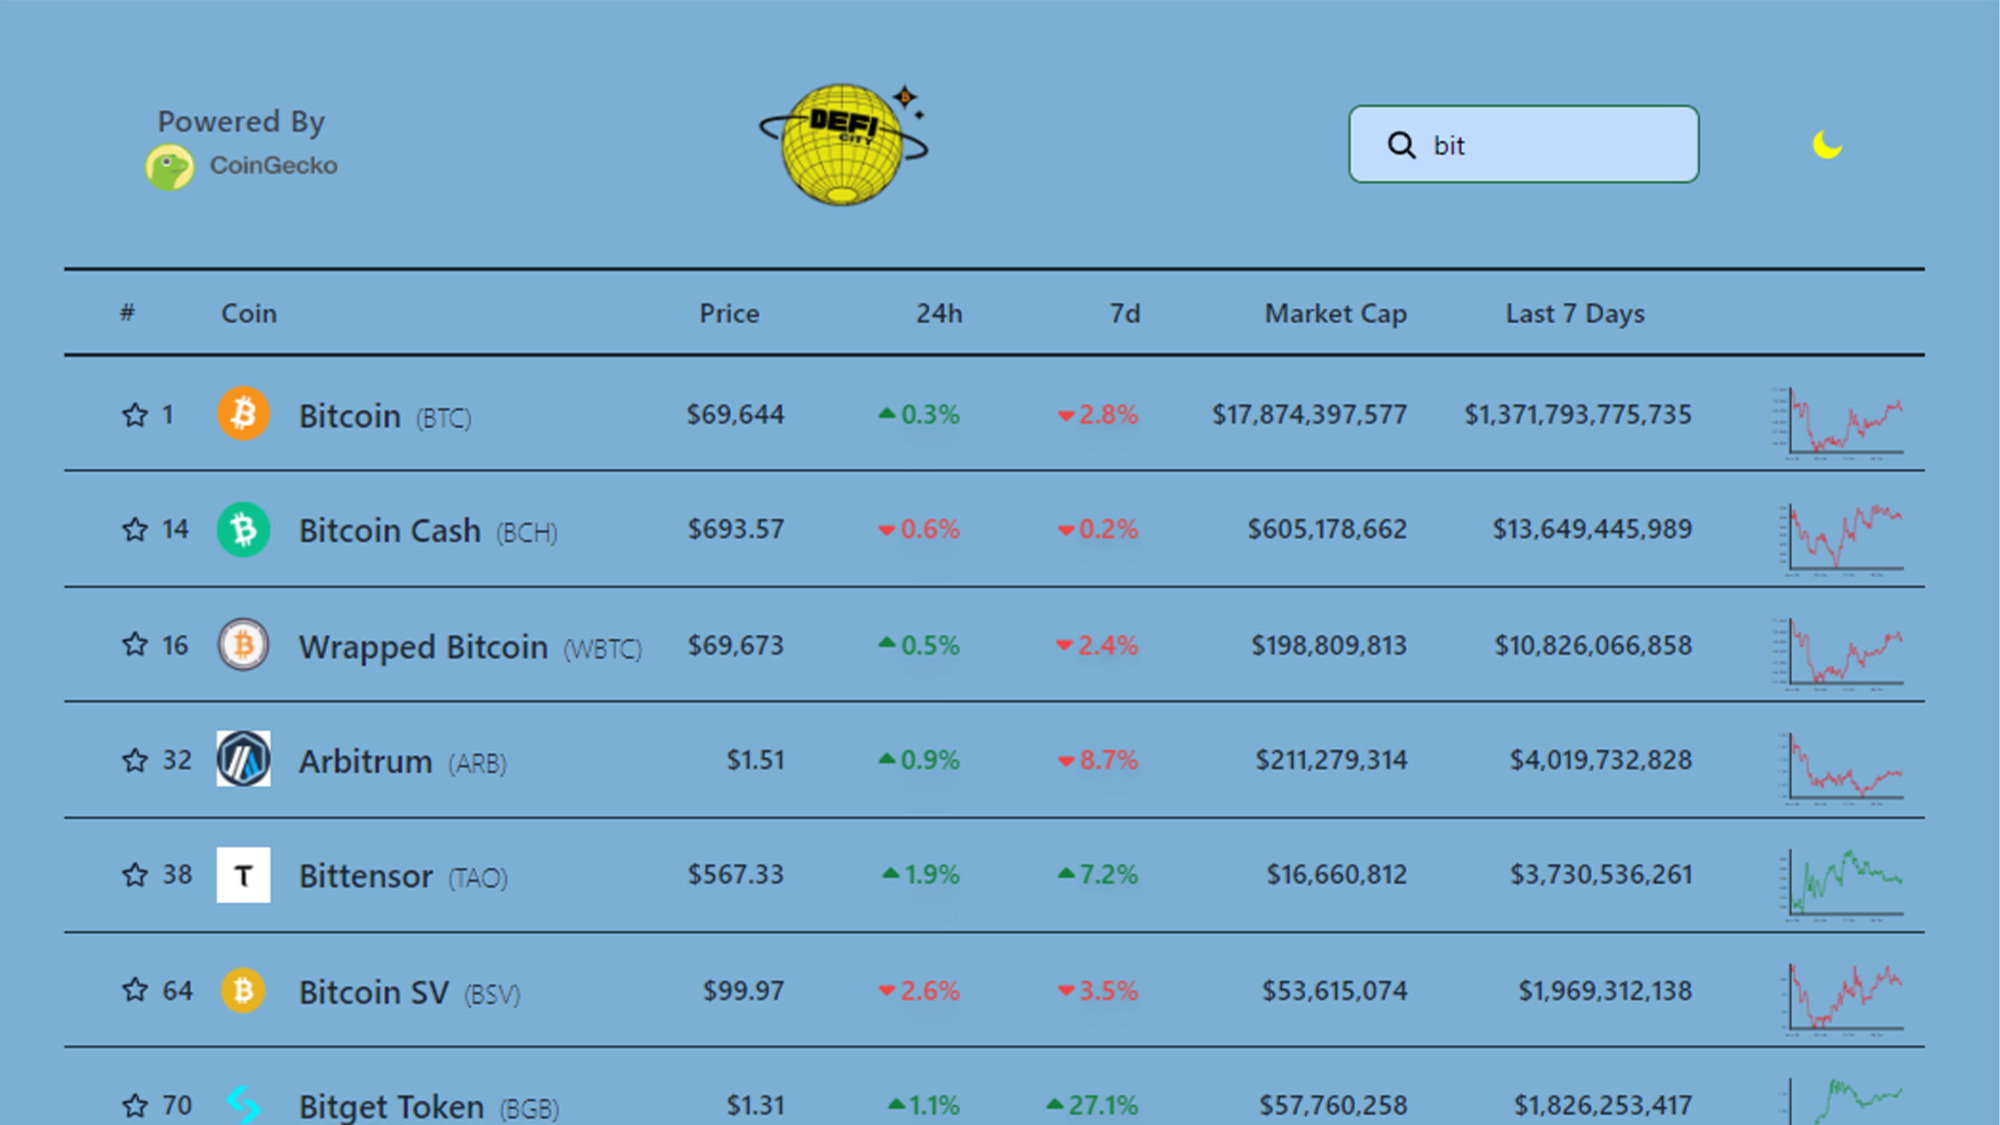 Powered By
CoinGecko
DEFI
CITY
bit
# Coin Price 24h 7d Market Cap Last 7 Days
1 Bitcoin (BTC) $69,644 0.3% 2.8% $17,874,397,577 $1,371,793,775,735
14 Bitcoin Cash (BCH) $693.57 0.6% 0.2% $605,178,662 $13,649,445,989
16 Wrapped Bitcoin (WBTC) $69,673 0.5% 2.4% $198,809,813 $10,826,066,858
32 Arbitrum (ARB) $1.51 0.9% 8.7% $211,279,314 $4,019,732,828
38 Bittensor (TAO) $567.33 1.9% 7.2% $16,660,812 $3,730,536,261
64 Bitcoin SV (BSV) $99.97 2.6% 3.5% $53,615,074 $1,969,312,138
70 Bitget Token (BGB) $1.31 1.1% 27.1% $57,760,258 $1,826,253,417